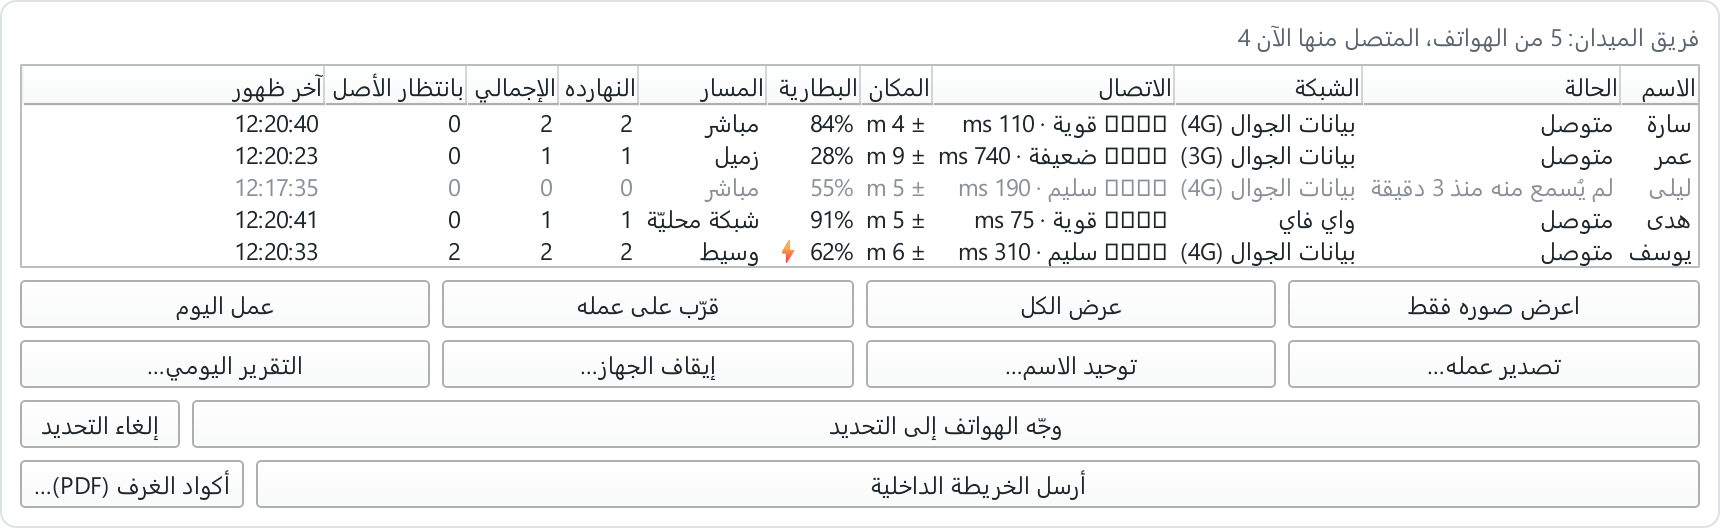 فريق الميدان: 5 من الهواتف، المتصل منها الآن 4
الاسم الحالة الشبكة الاتصال المكان البطارية المسار النهارده الإجمالي بانتظار الأصل آخر ظهور
سارة متوصل بيانات الجوال (4G) ▯▯▯▯ قوية · 110 ms ± 4 m 84% مباشر 2 2 0 12:20:40
عمر متوصل بيانات الجوال (3G) ▯▯▯▯ ضعيفة · 740 ms ± 9 m 28% زميل 1 1 0 12:20:23
ليلى لم يُسمع منه منذ 3 دقيقة بيانات الجوال (4G) ▯▯▯▯ سليم · 190 ms ± 5 m 55% مباشر 0 0 0 12:17:35
هدى متوصل واي فاي ▯▯▯▯ قوية · 75 ms ± 5 m 91% شبكة محليّة 1 1 0 12:20:41
يوسف متوصل بيانات الجوال (4G) ▯▯▯▯ سليم · 310 ms ± 6 m 62% ⚡ وسيط 2 2 2 12:20:33
اعرض صوره فقط عرض الكل قرّب على عمله عمل اليوم
تصدير عمله... توحيد الاسم... إيقاف الجهاز... التقرير اليومي...
وجّه الهواتف إلى التحديد إلغاء التحديد
أرسل الخريطة الداخلية أكواد الغرف (PDF)...